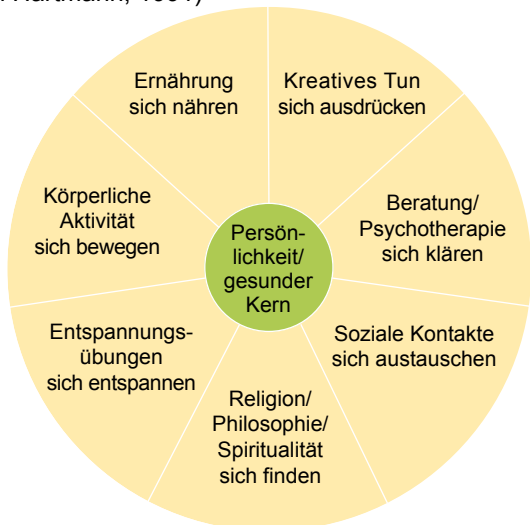 Ernährung
sich nähren
Kreatives Tun
sich ausdrücken
Beratung/
Psychotherapie
sich klären
Soziale Kontakte
sich austauschen
Religion/
Philosophie/
Spiritualität
sich finden
Entspannungs-
übungen
sich entspannen
Körperliche
Aktivität
sich bewegen
Persön-
lichkeit/
gesunder
Kern